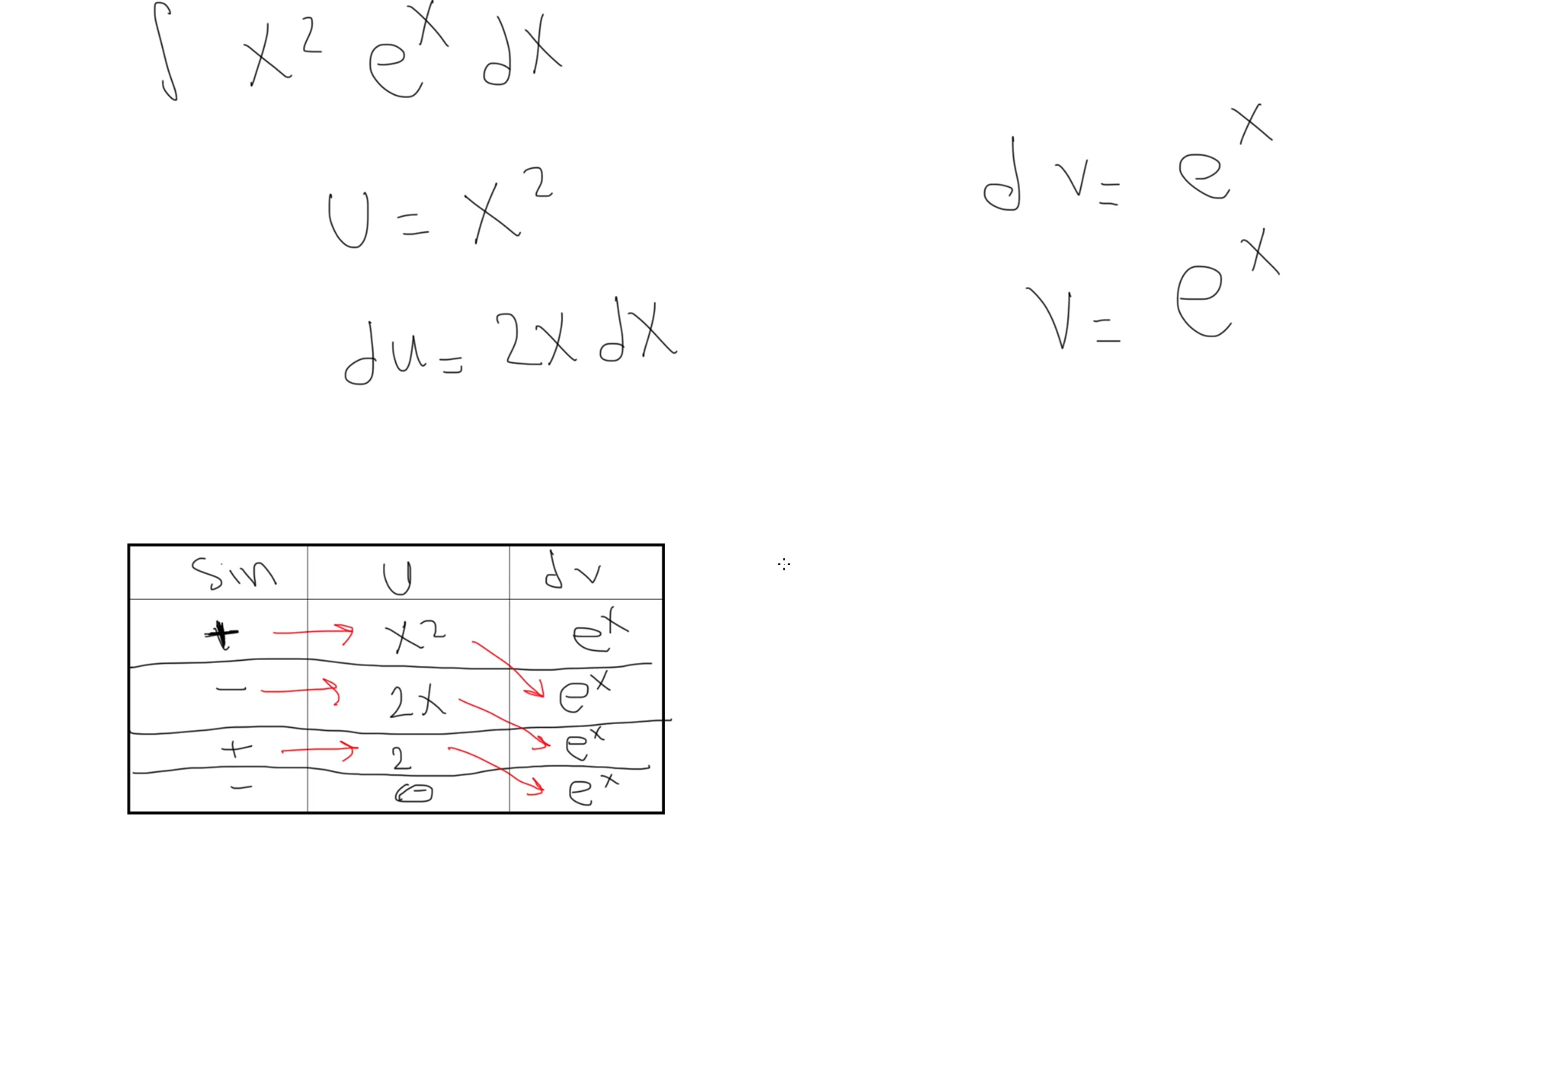 ∫ x² eˣ dx
U = x²
dv = eˣ
du = 2x dx
v = eˣ
Sin U dv
+ x² eˣ
- 2x eˣ
+ 2 eˣ
- 0 eˣ